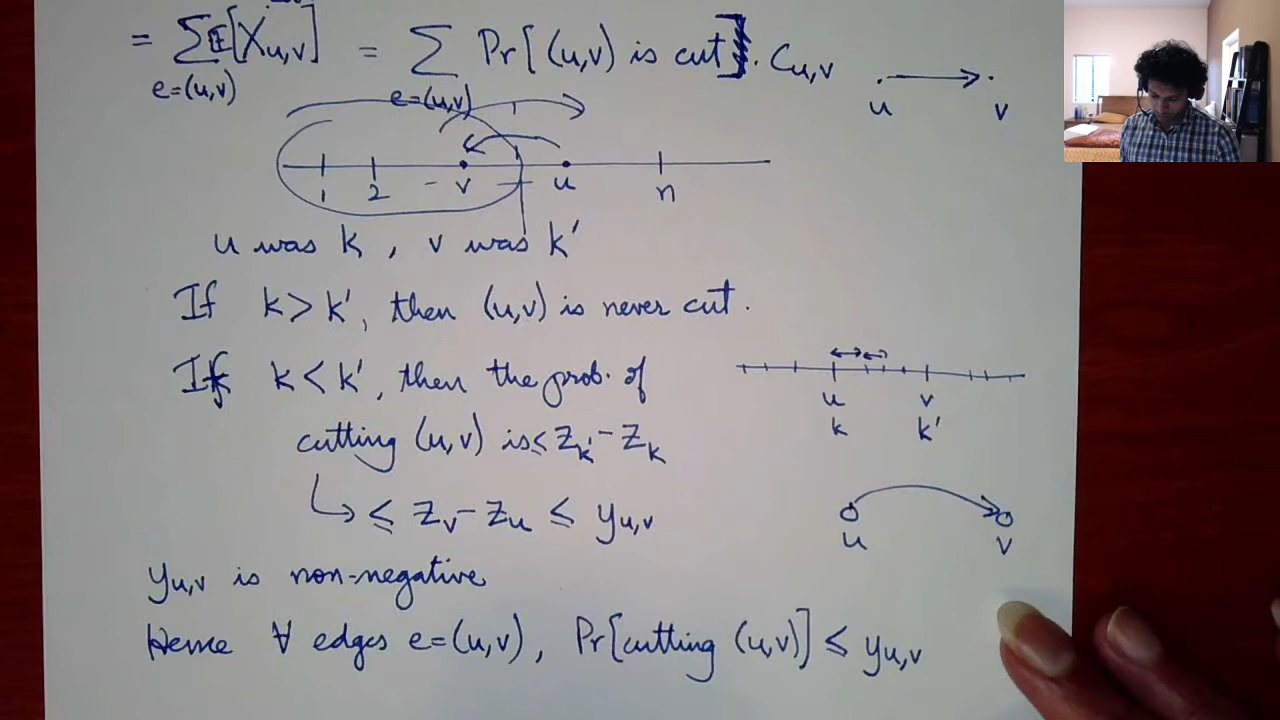 = ∑ E[X_{u,v}] = ∑ Pr[(u,v) is cut]. C_{u,v} u v
e=(u,v) e=(u,v)
1 2 - v u n
u was k, v was k'
If k > k', then (u,v) is never cut.
If k < k', then the prob. of
u v
k k'
cutting (u,v) is ≤ z_{k'} - z_k
↳ ≤ z_v - z_u ≤ y_{u,v}
u v
y_{u,v} is non-negative
Hence ∀ edges e=(u,v), Pr[cutting (u,v)] ≤ y_{u,v}